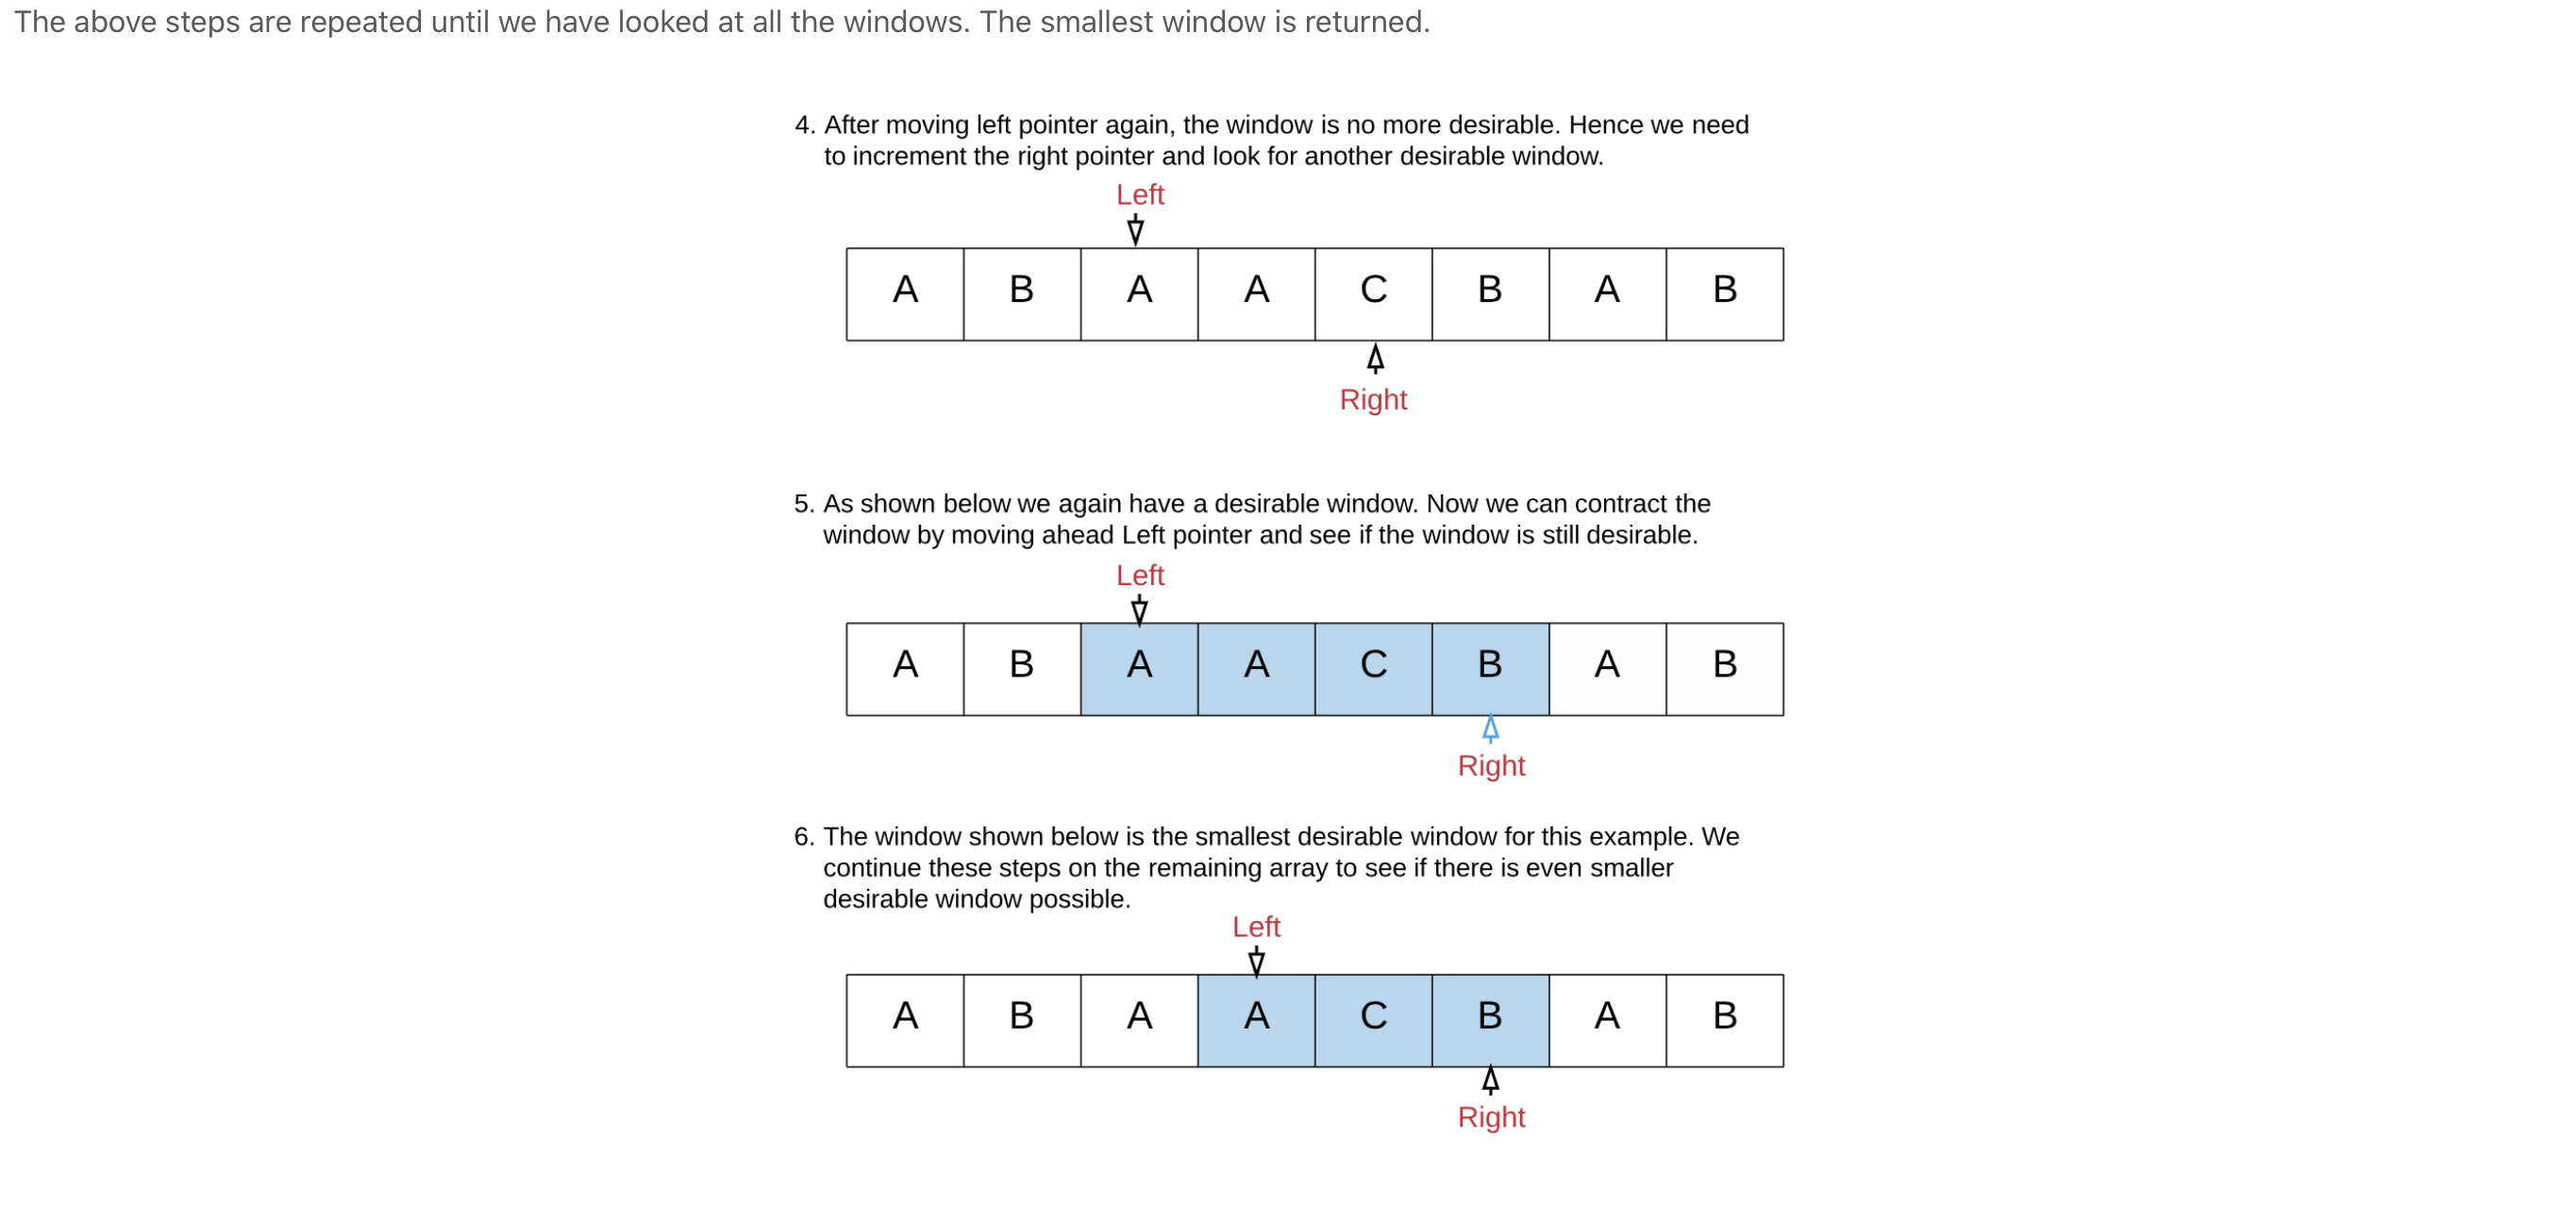 The above steps are repeated until we have looked at all the windows. The smallest window is returned.
4. After moving left pointer again, the window is no more desirable. Hence we need
to increment the right pointer and look for another desirable window.
Left
A B A A C B A B
Right
5. As shown below we again have a desirable window. Now we can contract the
window by moving ahead Left pointer and see if the window is still desirable.
Left
A B A A C B A B
Right
6. The window shown below is the smallest desirable window for this example. We
continue these steps on the remaining array to see if there is even smaller
desirable window possible.
Left
A B A A C B A B
Right